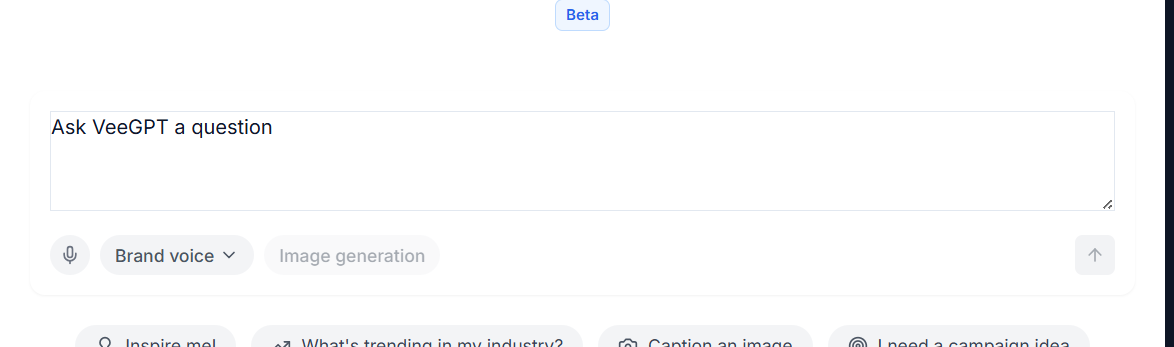 Beta
Ask VeeGPT a question
Brand voice
Image generation
Inspire me!
What's trending in my industry?
Caption an image
I need a campaign idea